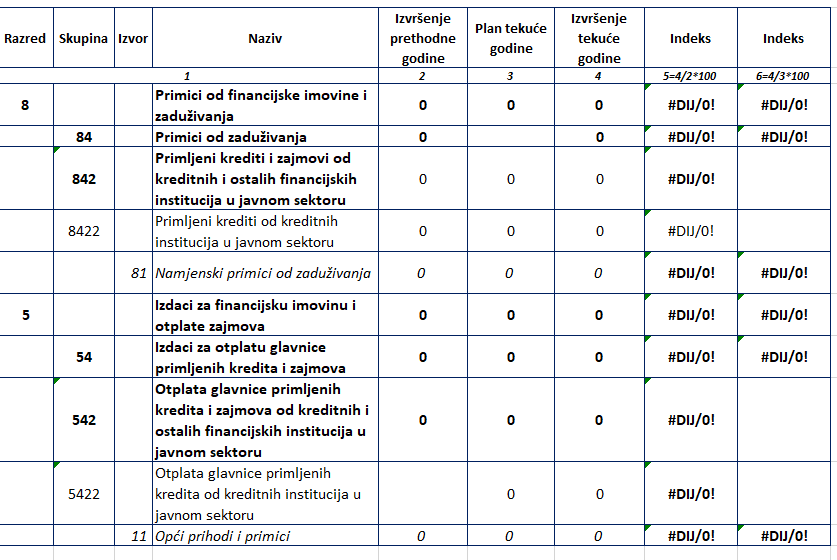 Razred Skupina Izvor Naziv Izvršenje prethodne godine Plan tekuće godine Izvršenje tekuće godine Indeks Indeks
1 2 3 4 5=4/2*100 6=4/3*100
8 Primici od financijske imovine i
zaduživanja 0 0 0 #DIJ/0! #DIJ/0!
84 Primici od zaduživanja 0 0 #DIJ/0! #DIJ/0!
Primljeni krediti i zajmovi od
842 kreditnih i ostalih financijskih 0 0 0 #DIJ/0!
institucija u javnom sektoru
8422 Primljeni krediti od kreditnih
institucija u javnom sektoru 0 0 0 #DIJ/0!
81 Namjenski primici od zaduživanja 0 0 0 #DIJ/0! #DIJ/0!
5 Izdaci za financijsku imovinu i
otplate zajmova 0 0 0 #DIJ/0! #DIJ/0!
54 Izdaci za otplatu glavnice
primljenih kredita i zajmova 0 0 0 #DIJ/0! #DIJ/0!
Otplata glavnice primljenih
542 kredita i zajmova od kreditnih i 0 0 0 #DIJ/0!
ostalih financijskih institucija u
javnom sektoru
Otplata glavnice primljenih
5422 kredita od kreditnih institucija u 0 0 #DIJ/0!
javnom sektoru
11 Opći prihodi i primici 0 0 0 #DIJ/0! #DIJ/0!